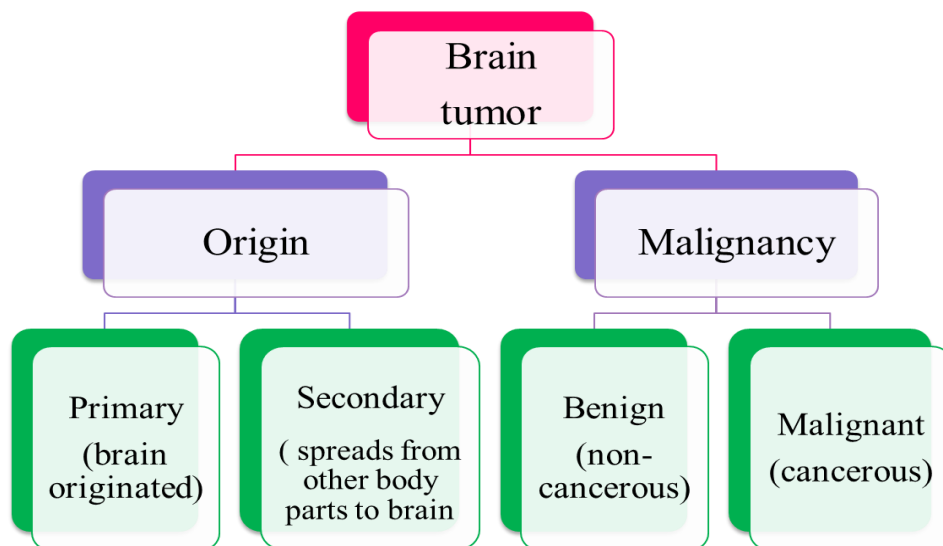 Brain
tumor
Origin
Malignancy
Primary
(brain
originated)
Secondary
( spreads from
other body
parts to brain
Benign
(non-
cancerous)
Malignant
(cancerous)